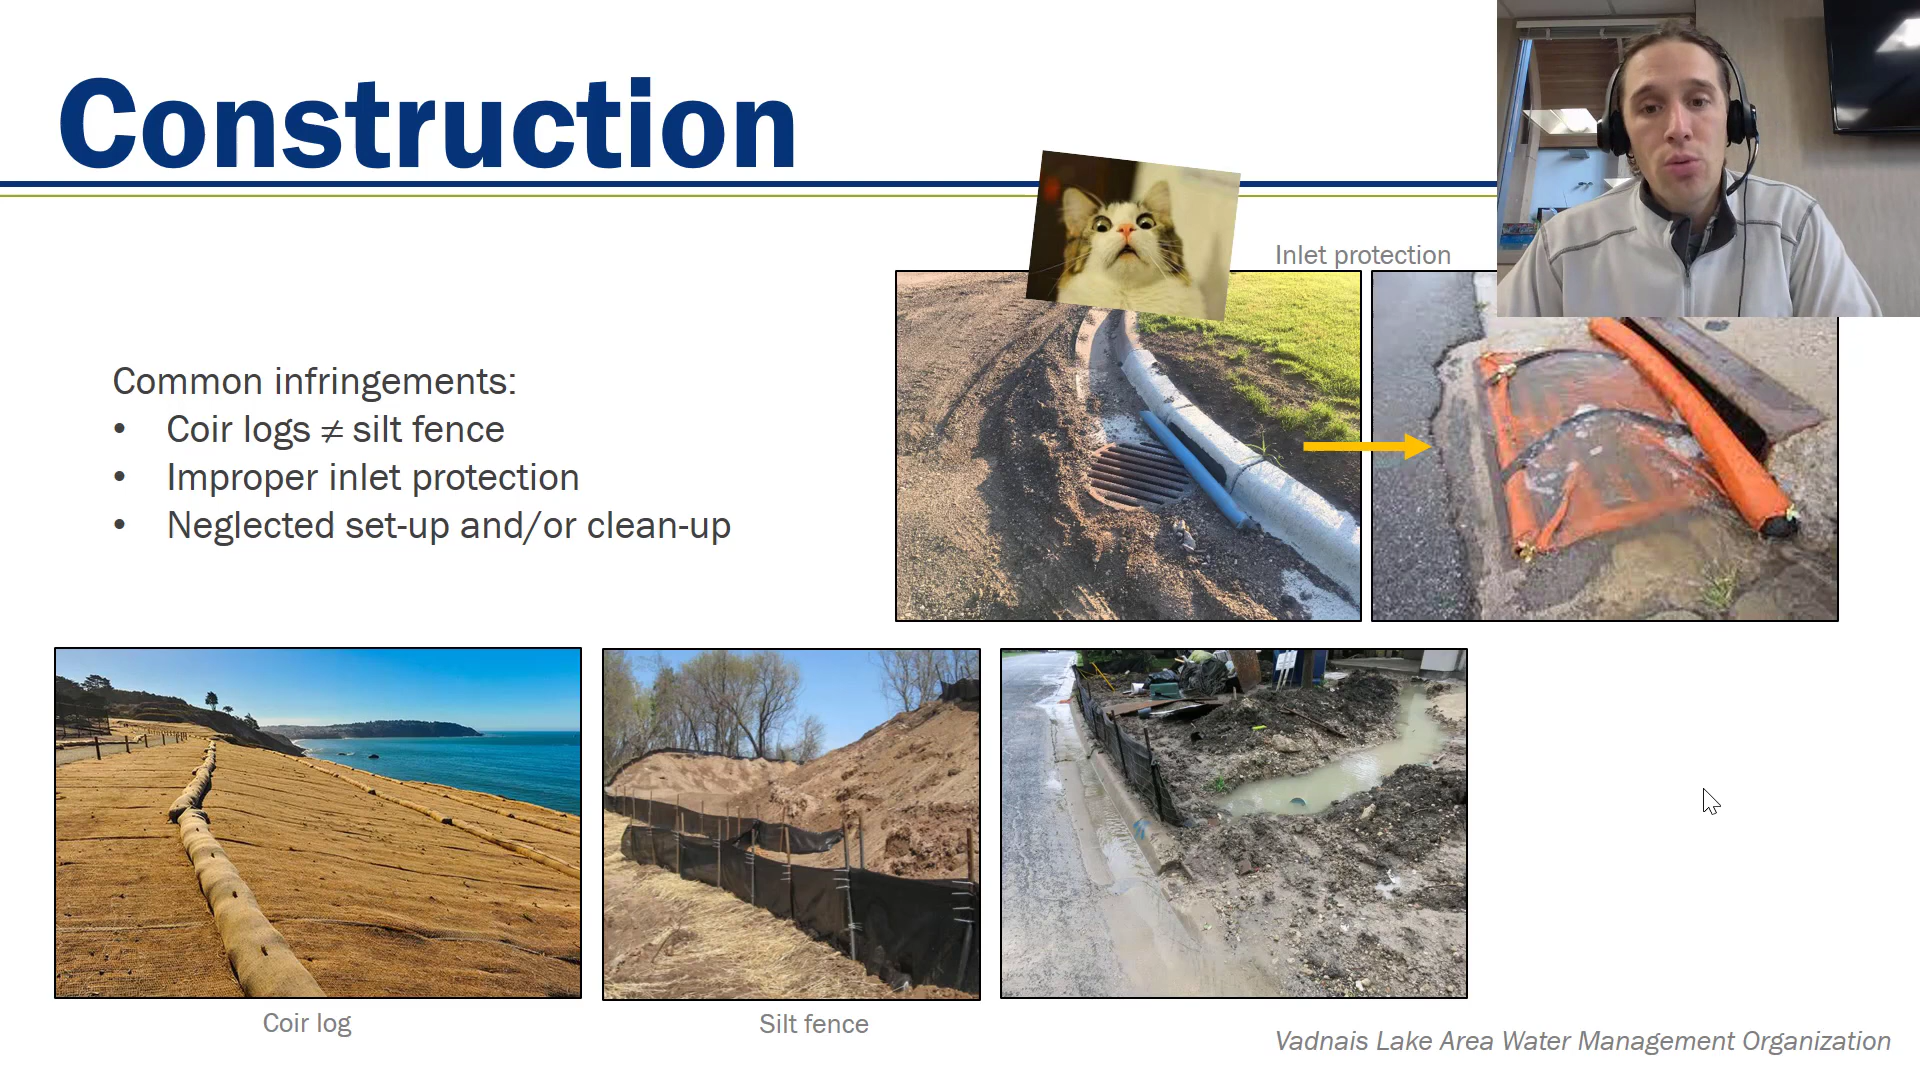 Construction
Inlet protection
Common infringements:
• Coir logs ≠ silt fence
• Improper inlet protection
• Neglected set-up and/or clean-up
Coir log
Silt fence
Vadnais Lake Area Water Management Organization